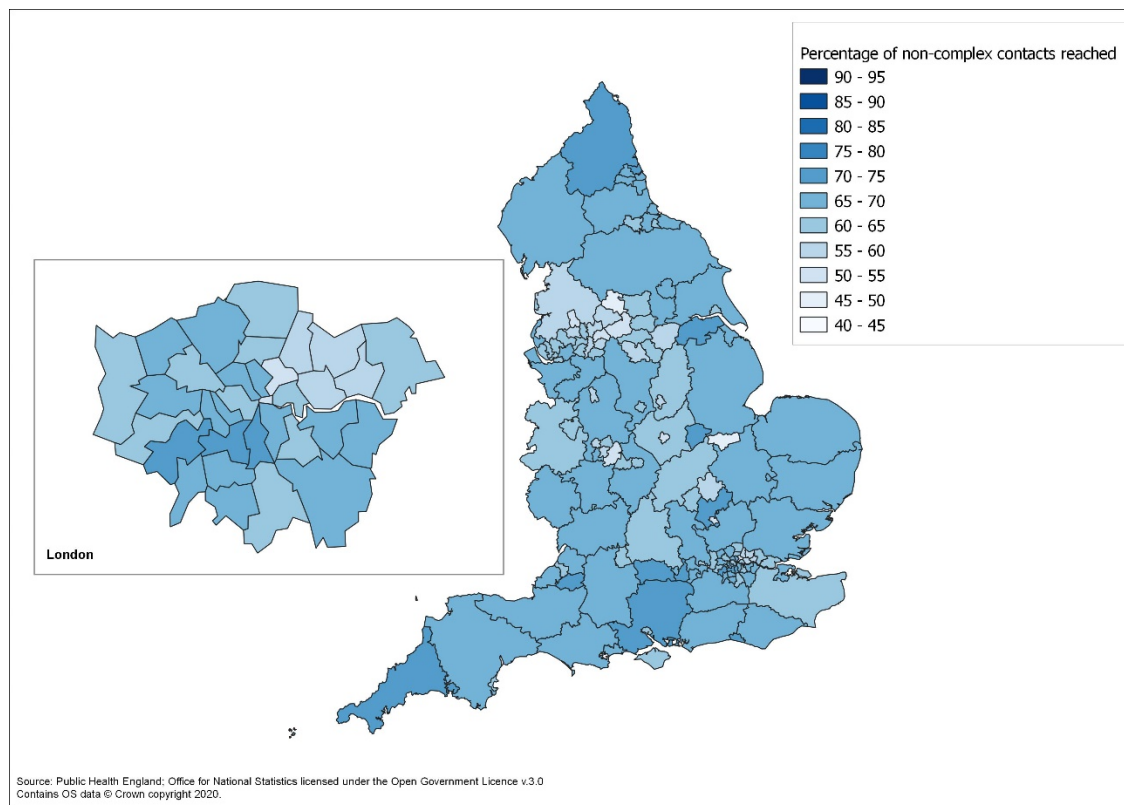 Percentage of non-complex contacts reached
90 - 95
85 - 90
80 - 85
75 - 80
70 - 75
65 - 70
60 - 65
55 - 60
50 - 55
45 - 50
40 - 45
London
Source: Public Health England; Office for National Statistics licensed under the Open Government Licence v.3.0
Contains OS data © Crown copyright 2020.